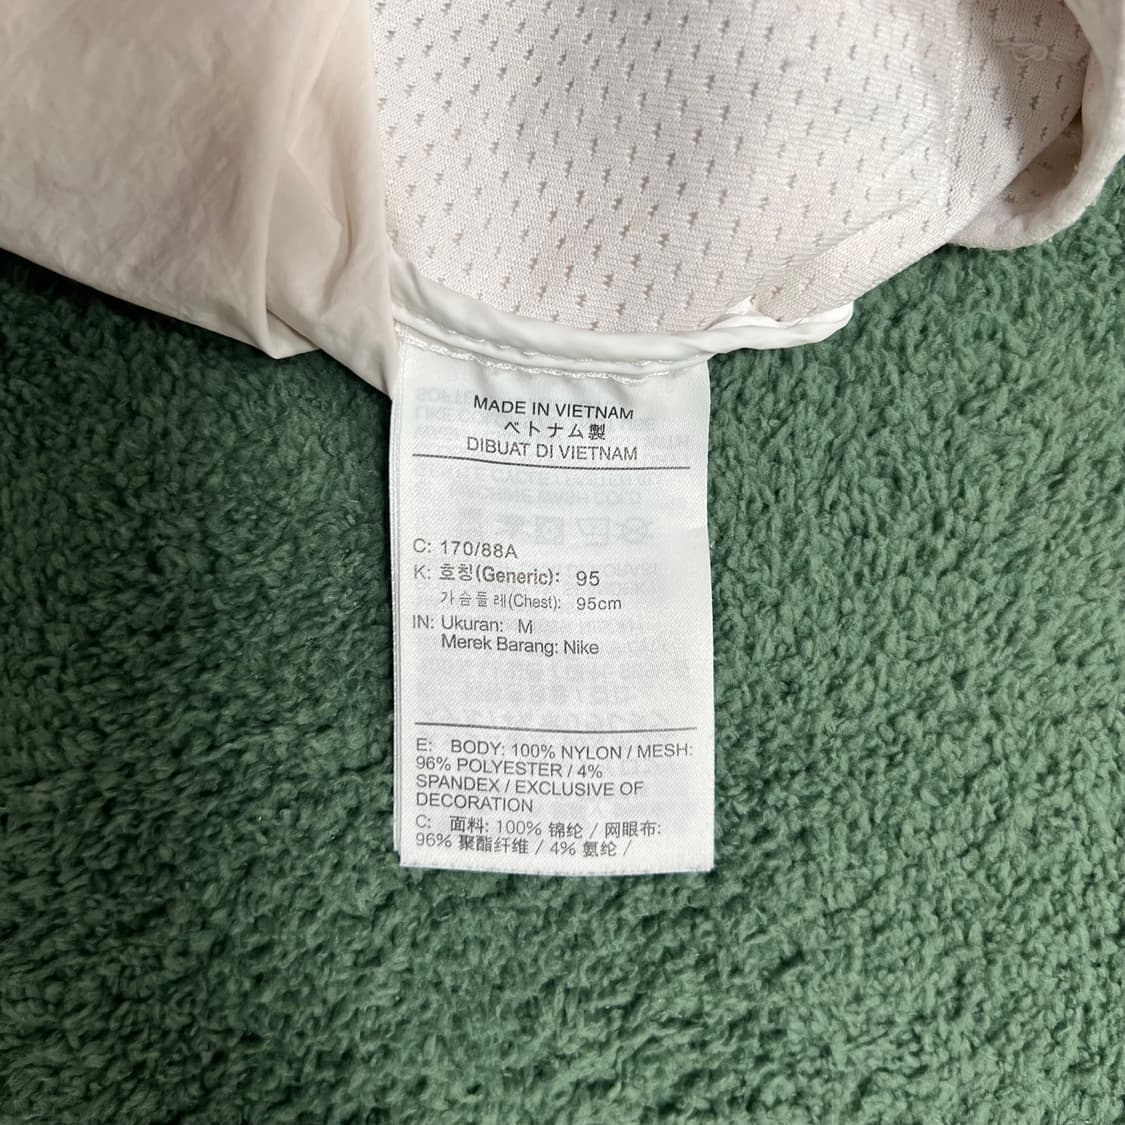 MADE IN VIETNAM
ベトナム製
DIBUAT DI VIETNAM
C: 170/88A
K: 호칭(Generic): 95
가슴둘레(Chest): 95cm
IN: Ukuran: M
Merek Barang: Nike
E: BODY: 100% NYLON / MESH:
96% POLYESTER / 4%
SPANDEX / EXCLUSIVE OF
DECORATION
C: 面料: 100% 锦纶 / 网眼布:
96% 聚酯纤维 / 4% 氨纶 /